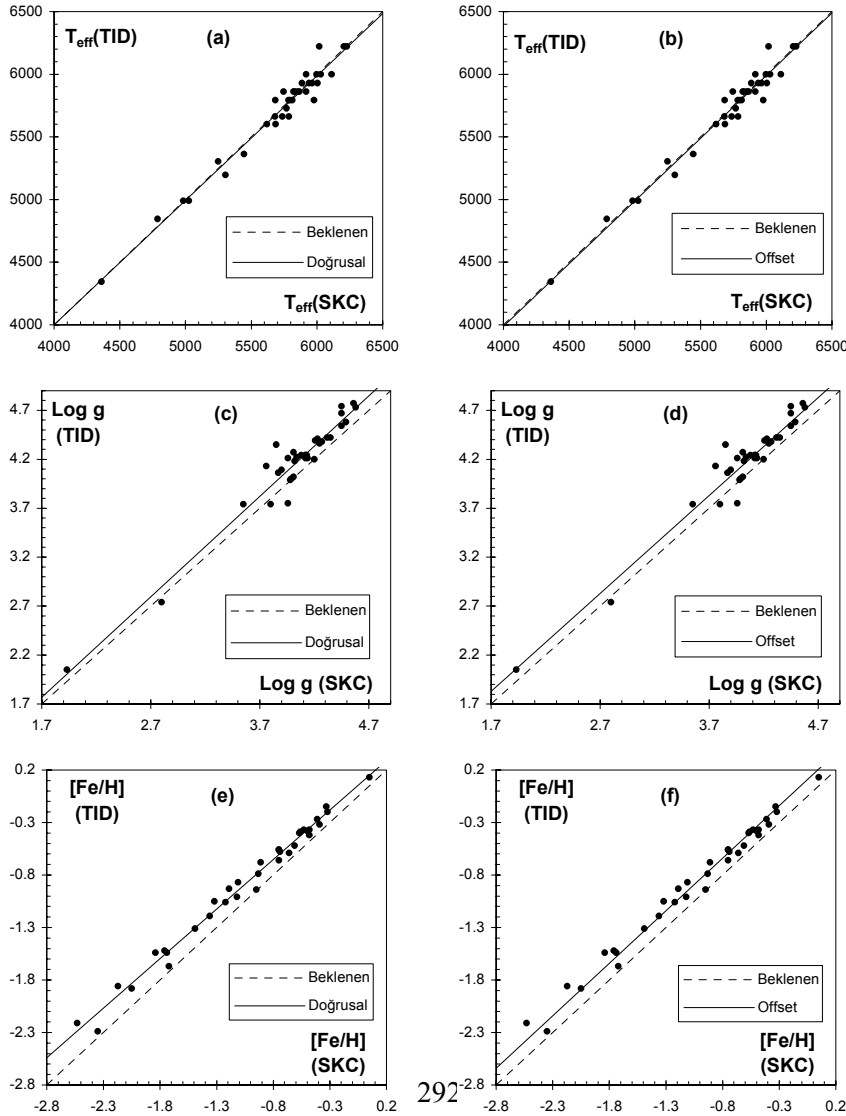 6500
6000
5500
5000
4500
4000
T_eff(TID)
(a)
Beklenen
Doğrusal
T_eff(SKC)
4000 4500 5000 5500 6000 6500
6500
6000
5500
5000
4500
4000
T_eff(TID)
(b)
Beklenen
Offset
T_eff(SKC)
4000 4500 5000 5500 6000 6500
4.7
4.2
3.7
3.2
2.7
2.2
1.7
Log g
(TID)
(c)
Beklenen
Doğrusal
Log g (SKC)
1.7 2.7 3.7 4.7
4.7
4.2
3.7
3.2
2.7
2.2
1.7
Log g
(TID)
(d)
Beklenen
Offset
Log g (SKC)
1.7 2.7 3.7 4.7
0.2
-0.3
-0.8
-1.3
-1.8
-2.3
-2.8
[Fe/H]
(TID)
(e)
Beklenen
Doğrusal
[Fe/H]
(SKC)
-2.8 -2.3 -1.8 -1.3 -0.8 -0.3 0.2
0.2
-0.3
-0.8
-1.3
-1.8
-2.3
-2.8
[Fe/H]
(TID)
(f)
Beklenen
Offset
[Fe/H]
(SKC)
-2.8 -2.3 -1.8 -1.3 -0.8 -0.3 0.2
292